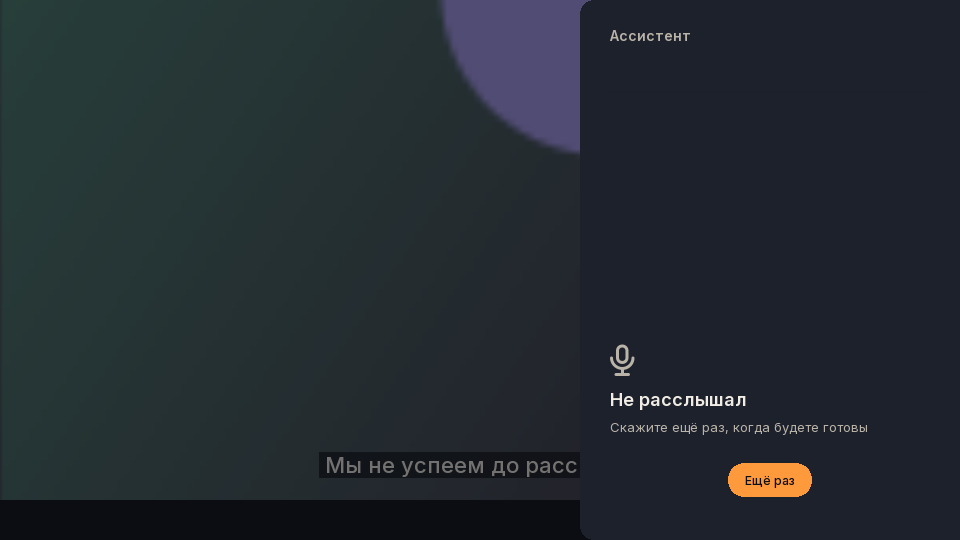 Ассистент
Не расслышал
Скажите ещё раз, когда будете готовы
Мы не успеем до расс
Ещё раз